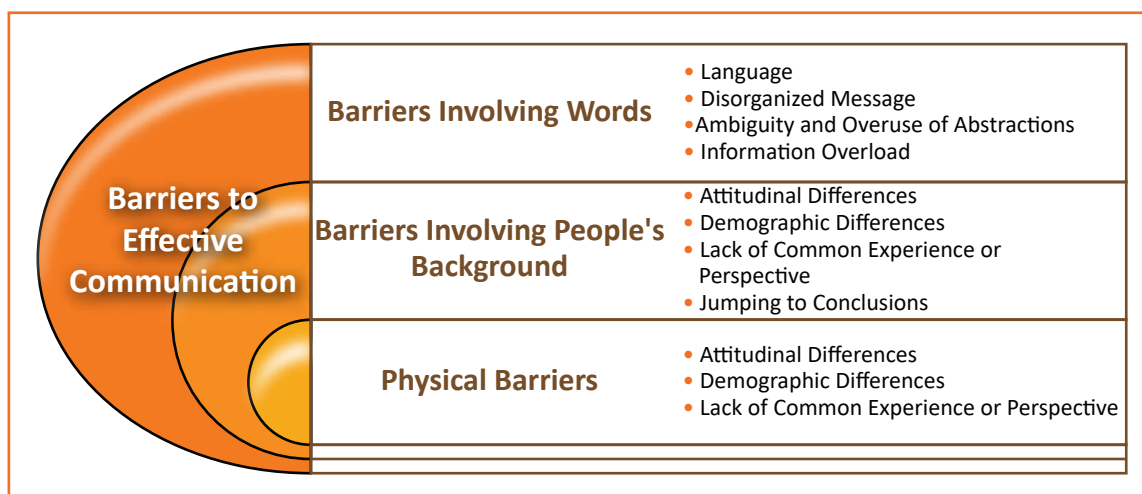 Barriers to
Effective
Communication
Barriers Involving Words
• Language
• Disorganized Message
•Ambiguity and Overuse of Abstractions
• Information Overload
Barriers Involving People's
Background
• Attitudinal Differences
• Demographic Differences
• Lack of Common Experience or
Perspective
• Jumping to Conclusions
Physical Barriers
• Attitudinal Differences
• Demographic Differences
• Lack of Common Experience or Perspective